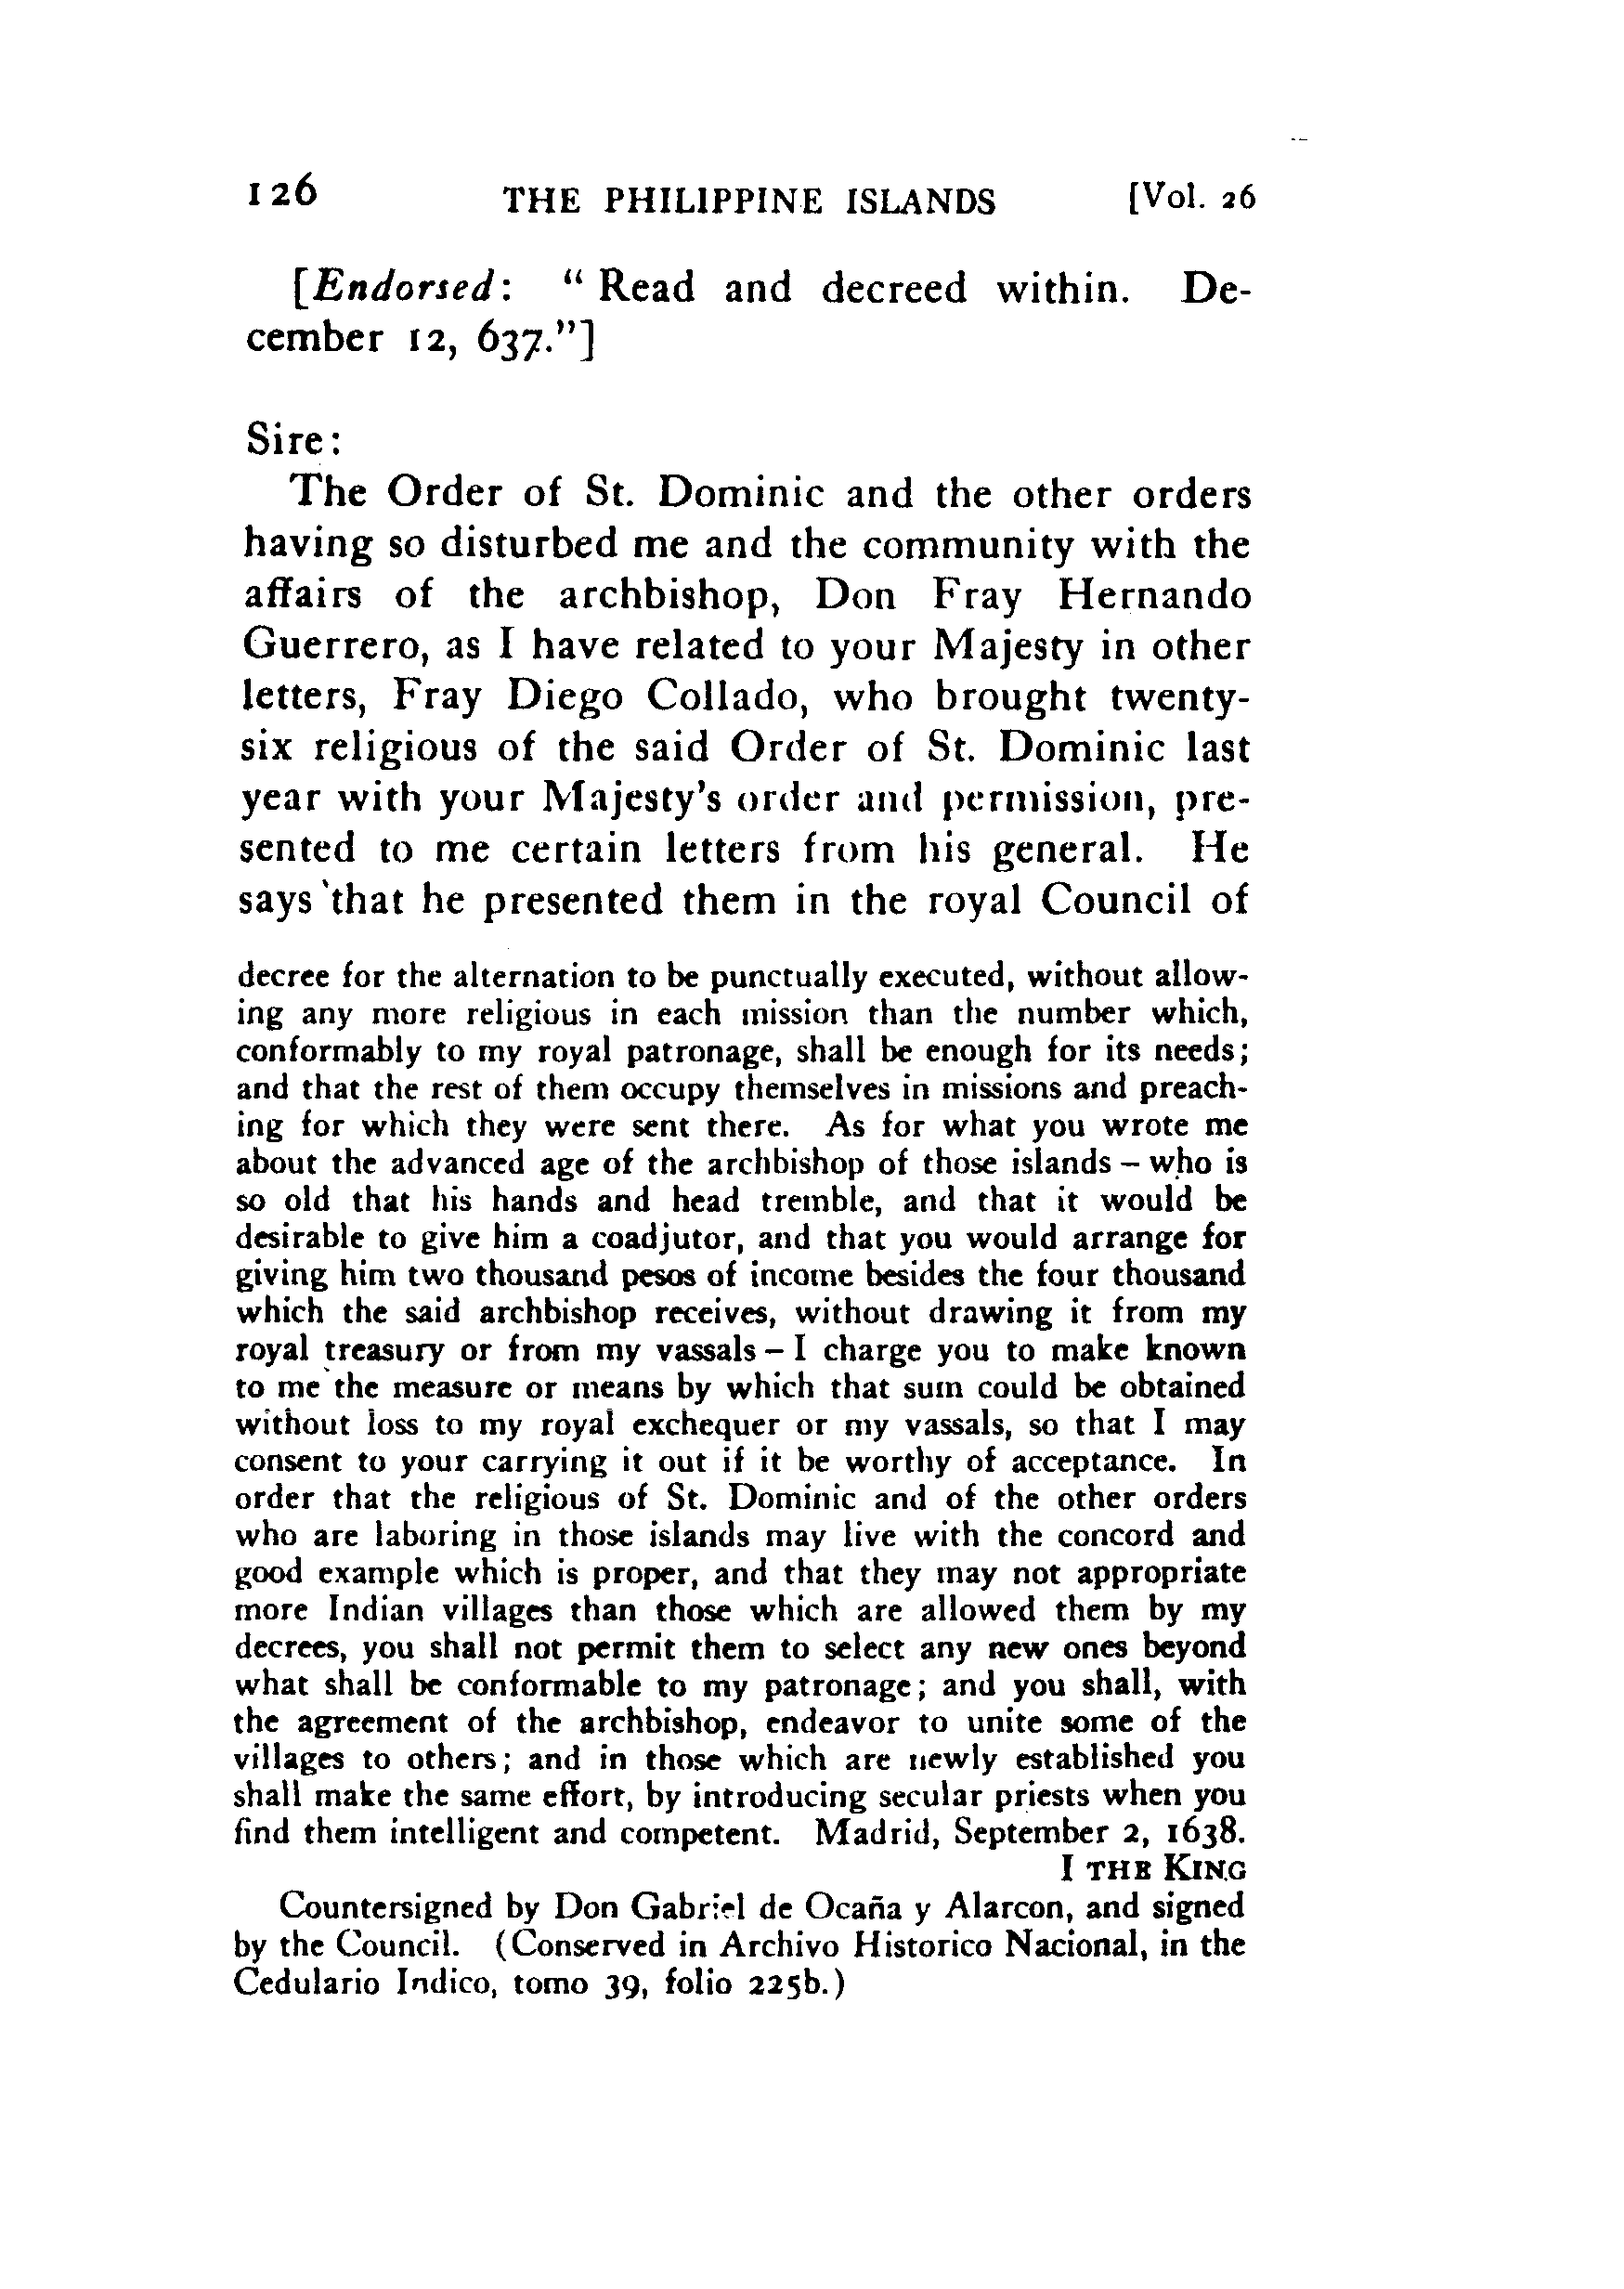 126 THE PHILIPPINE ISLANDS [Vol. 26
[Endorsed: “ Read and decreed within. De-
cember 12, 637.”]
Sire:
The Order of St. Dominic and the other orders
having so disturbed me and the community with the
affairs of the archbishop, Don Fray Hernando
Guerrero, as I have related to your Majesty in other
letters, Fray Diego Collado, who brought twenty-
six religious of the said Order of St. Dominic last
year with your Majesty's order and permission, pre-
sented to me certain letters from his general. He
says that he presented them in the royal Council of
decree for the alternation to be punctually executed, without allow-
ing any more religious in each mission than the number which,
conformably to my royal patronage, shall be enough for its needs;
and that the rest of them occupy themselves in missions and preach-
ing for which they were sent there. As for what you wrote me
about the advanced age of the archbishop of those islands – who is
so old that his hands and head tremble, and that it would be
desirable to give him a coadjutor, and that you would arrange for
giving him two thousand pesos of income besides the four thousand
which the said archbishop receives, without drawing it from my
royal treasury or from my vassals – I charge you to make known
to me the measure or means by which that sum could be obtained
without loss to my royal exchequer or my vassals, so that I may
consent to your carrying it out if it be worthy of acceptance. In
order that the religious of St. Dominic and of the other orders
who are laboring in those islands may live with the concord and
good example which is proper, and that they may not appropriate
more Indian villages than those which are allowed them by my
decrees, you shall not permit them to select any new ones beyond
what shall be conformable to my patronage; and you shall, with
the agreement of the archbishop, endeavor to unite some of the
villages to others; and in those which are newly established you
shall make the same effort, by introducing secular priests when you
find them intelligent and competent. Madrid, September 2, 1638.
I THE KING
Countersigned by Don Gabriel de Ocaña y Alarcon, and signed
by the Council. (Conserved in Archivo Historico Nacional, in the
Cedulario Indico, tomo 39, folio 225b.)